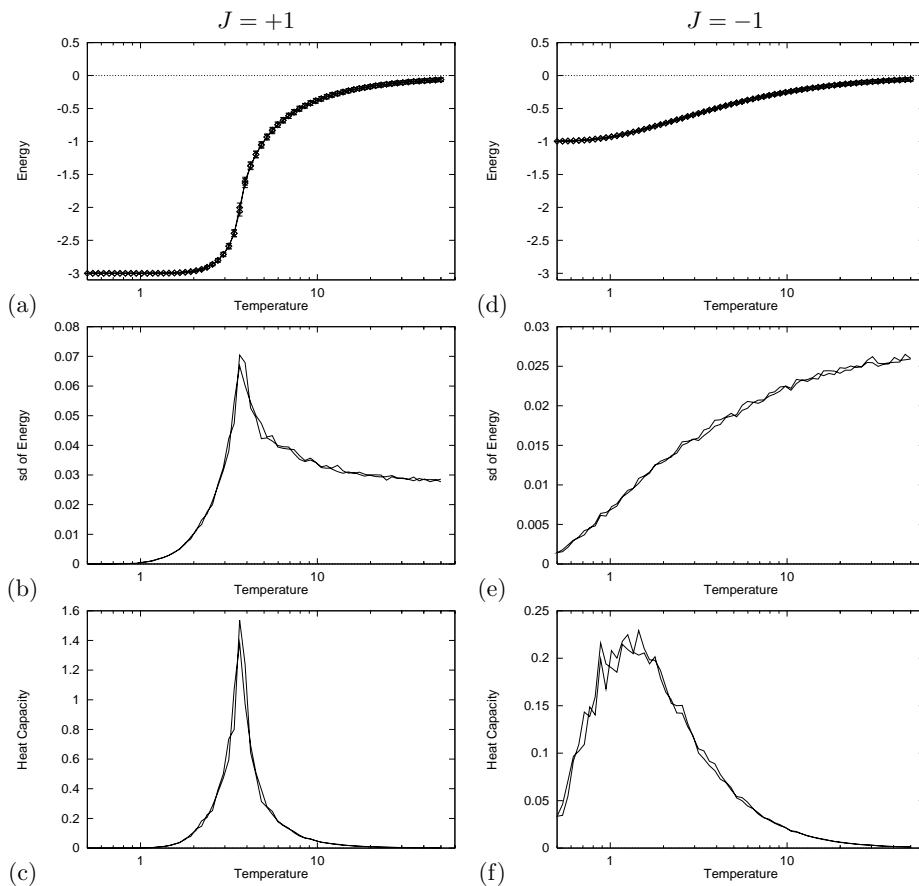 J = +1
J = −1
0.5
0
-0.5
-1
-1.5
-2
-2.5
-3
Energy
1
10
Temperature
(a)
0.5
0
-0.5
-1
-1.5
-2
-2.5
-3
Energy
1
10
Temperature
(d)
0.08
0.07
0.06
0.05
0.04
0.03
0.02
0.01
0
sd of Energy
1
10
Temperature
(b)
0.03
0.025
0.02
0.015
0.01
0.005
0
sd of Energy
1
10
Temperature
(e)
1.6
1.4
1.2
1
0.8
0.6
0.4
0.2
0
Heat Capacity
1
10
Temperature
(c)
0.25
0.2
0.15
0.1
0.05
0
Heat Capacity
1
10
Temperature
(f)